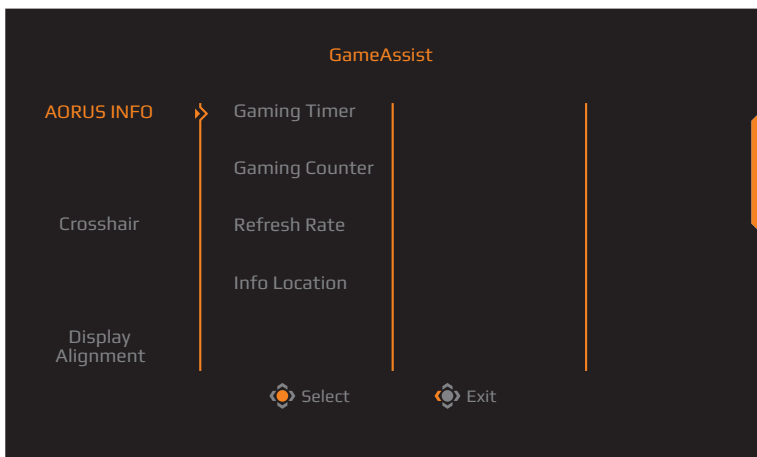 GameAssist
AORUS INFO
Gaming Timer
Gaming Counter
Crosshair
Refresh Rate
Info Location
Display
Alignment
Select
Exit